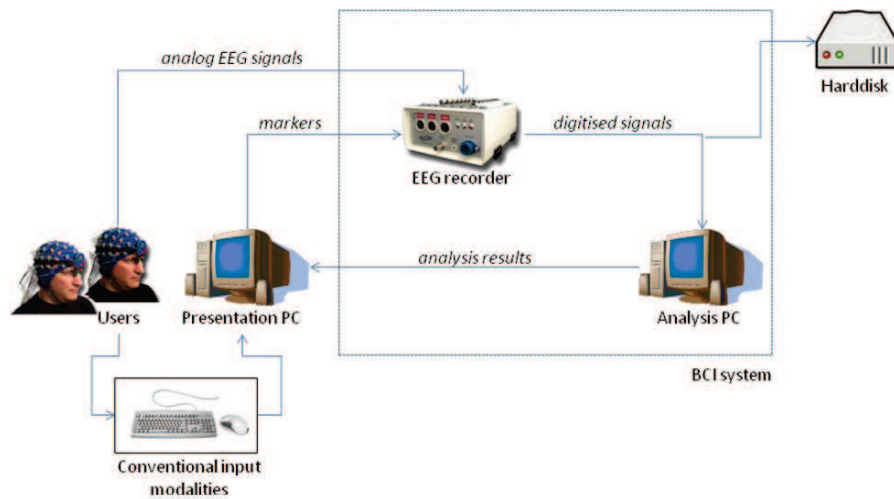 analog EEG signals
Harddisk
markers
digitised signals
EEG recorder
analysis results
Users
Presentation PC
Analysis PC
BCI system
Conventional input
modalities